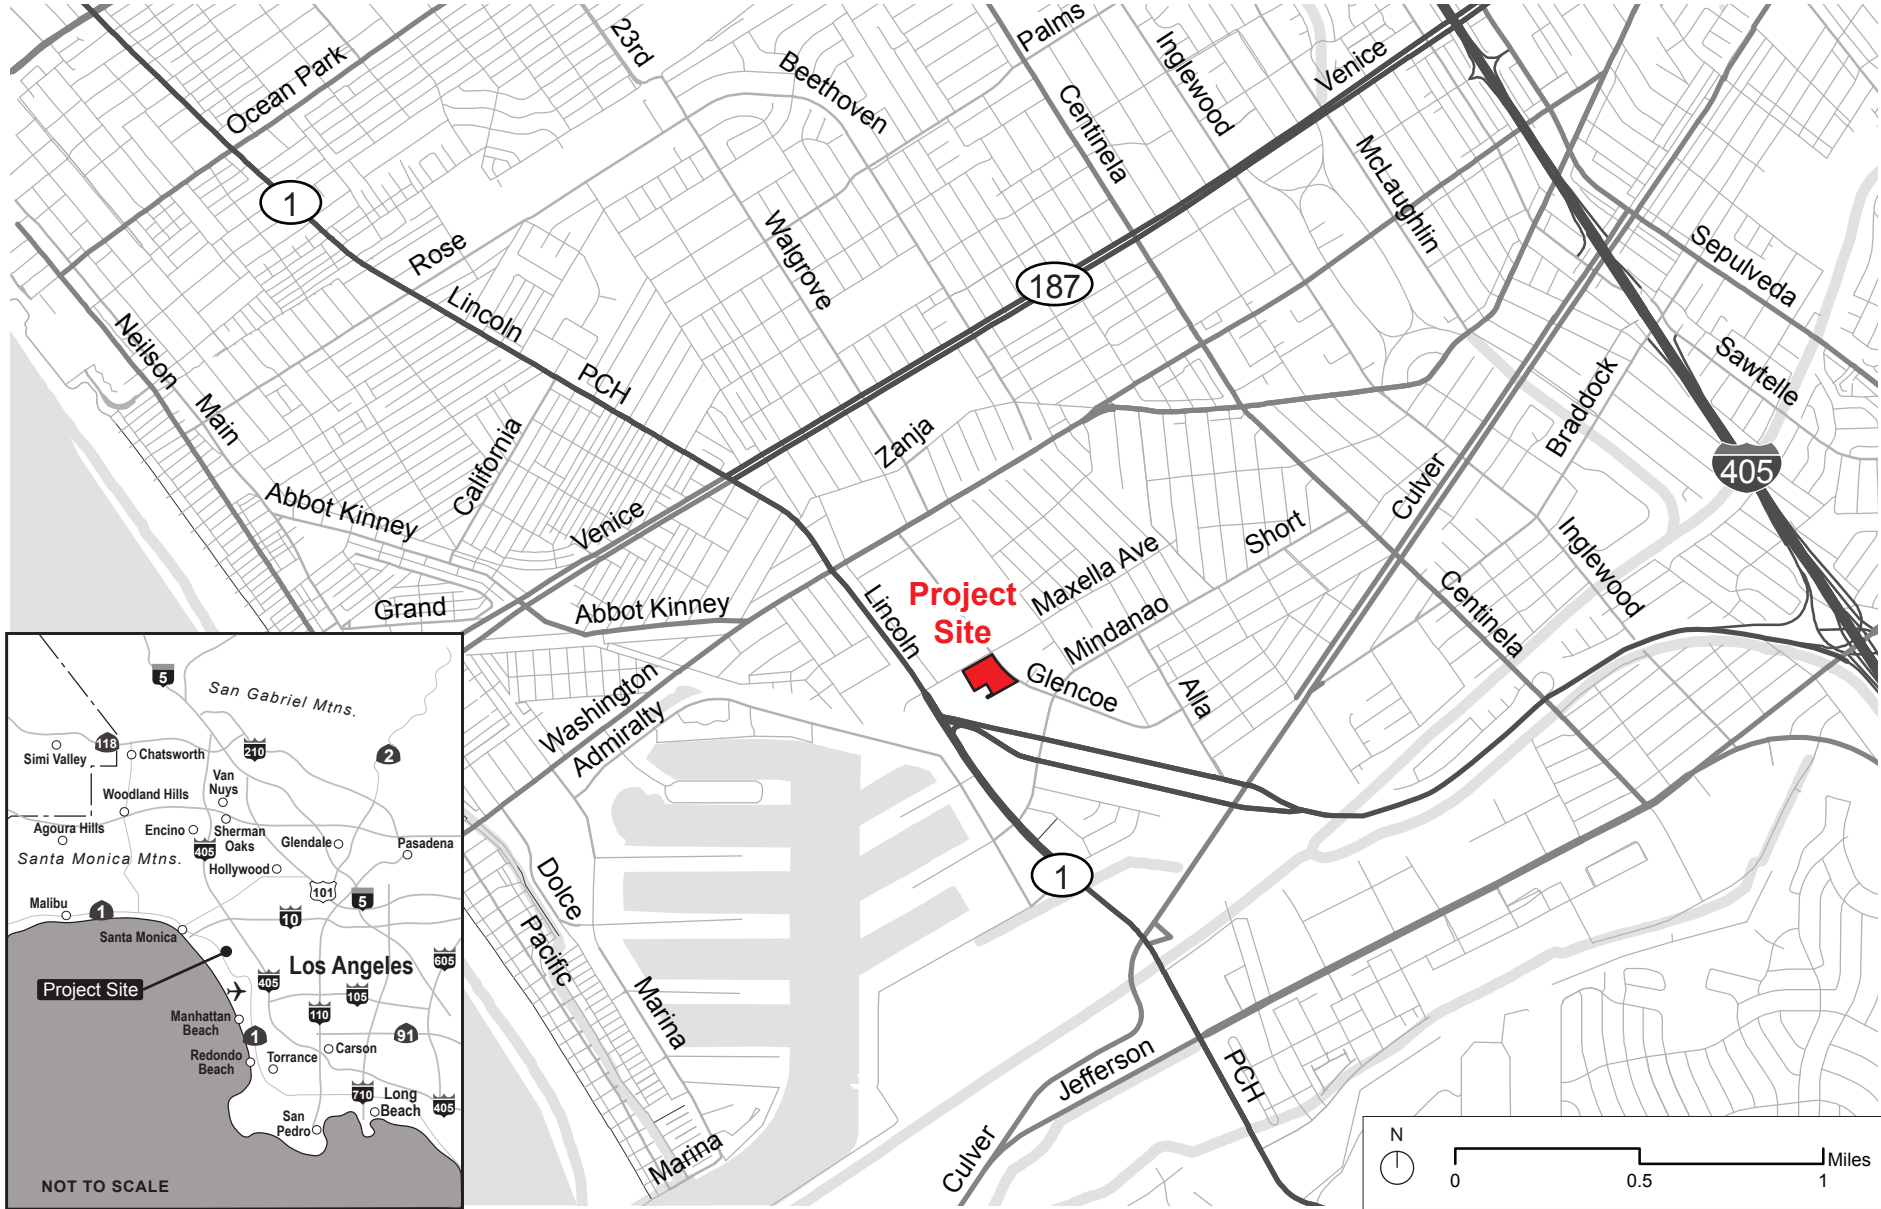 Ocean Park
23rd
Beethoven
Palms
Inglewood
Venice
Centinela
McLaughlin
1
Rose
Walgrove
187
Sepulveda
Lincoln
Neilson
Main
PCH
California
Zanja
Sawtelle
Braddock
405
Culver
Abbot Kinney
Venice
Short
Inglewood
Maxella Ave
Centinela
Grand
Abbot Kinney
Lincoln
Project
Site
Mindanao
Glencoe
Alla
Washington
Admiralty
Dolce
Pacific
Marina
1
Marina
Jefferson
PCH
Culver
5
San Gabriel Mtns.
118
Simi Valley
Chatsworth
210
2
Van
Nuys
Woodland Hills
Agoura Hills
Encino
Sherman
Oaks
Glendale
Pasadena
405
Santa Monica Mtns.
Hollywood
101
5
Malibu
1
10
Santa Monica
Los Angeles
605
Project Site
405
105
110
Manhattan
Beach
1
91
Redondo
Beach
Torrance
Carson
710
Long
Beach
405
San
Pedro
NOT TO SCALE
N
Miles
0
0.5
1